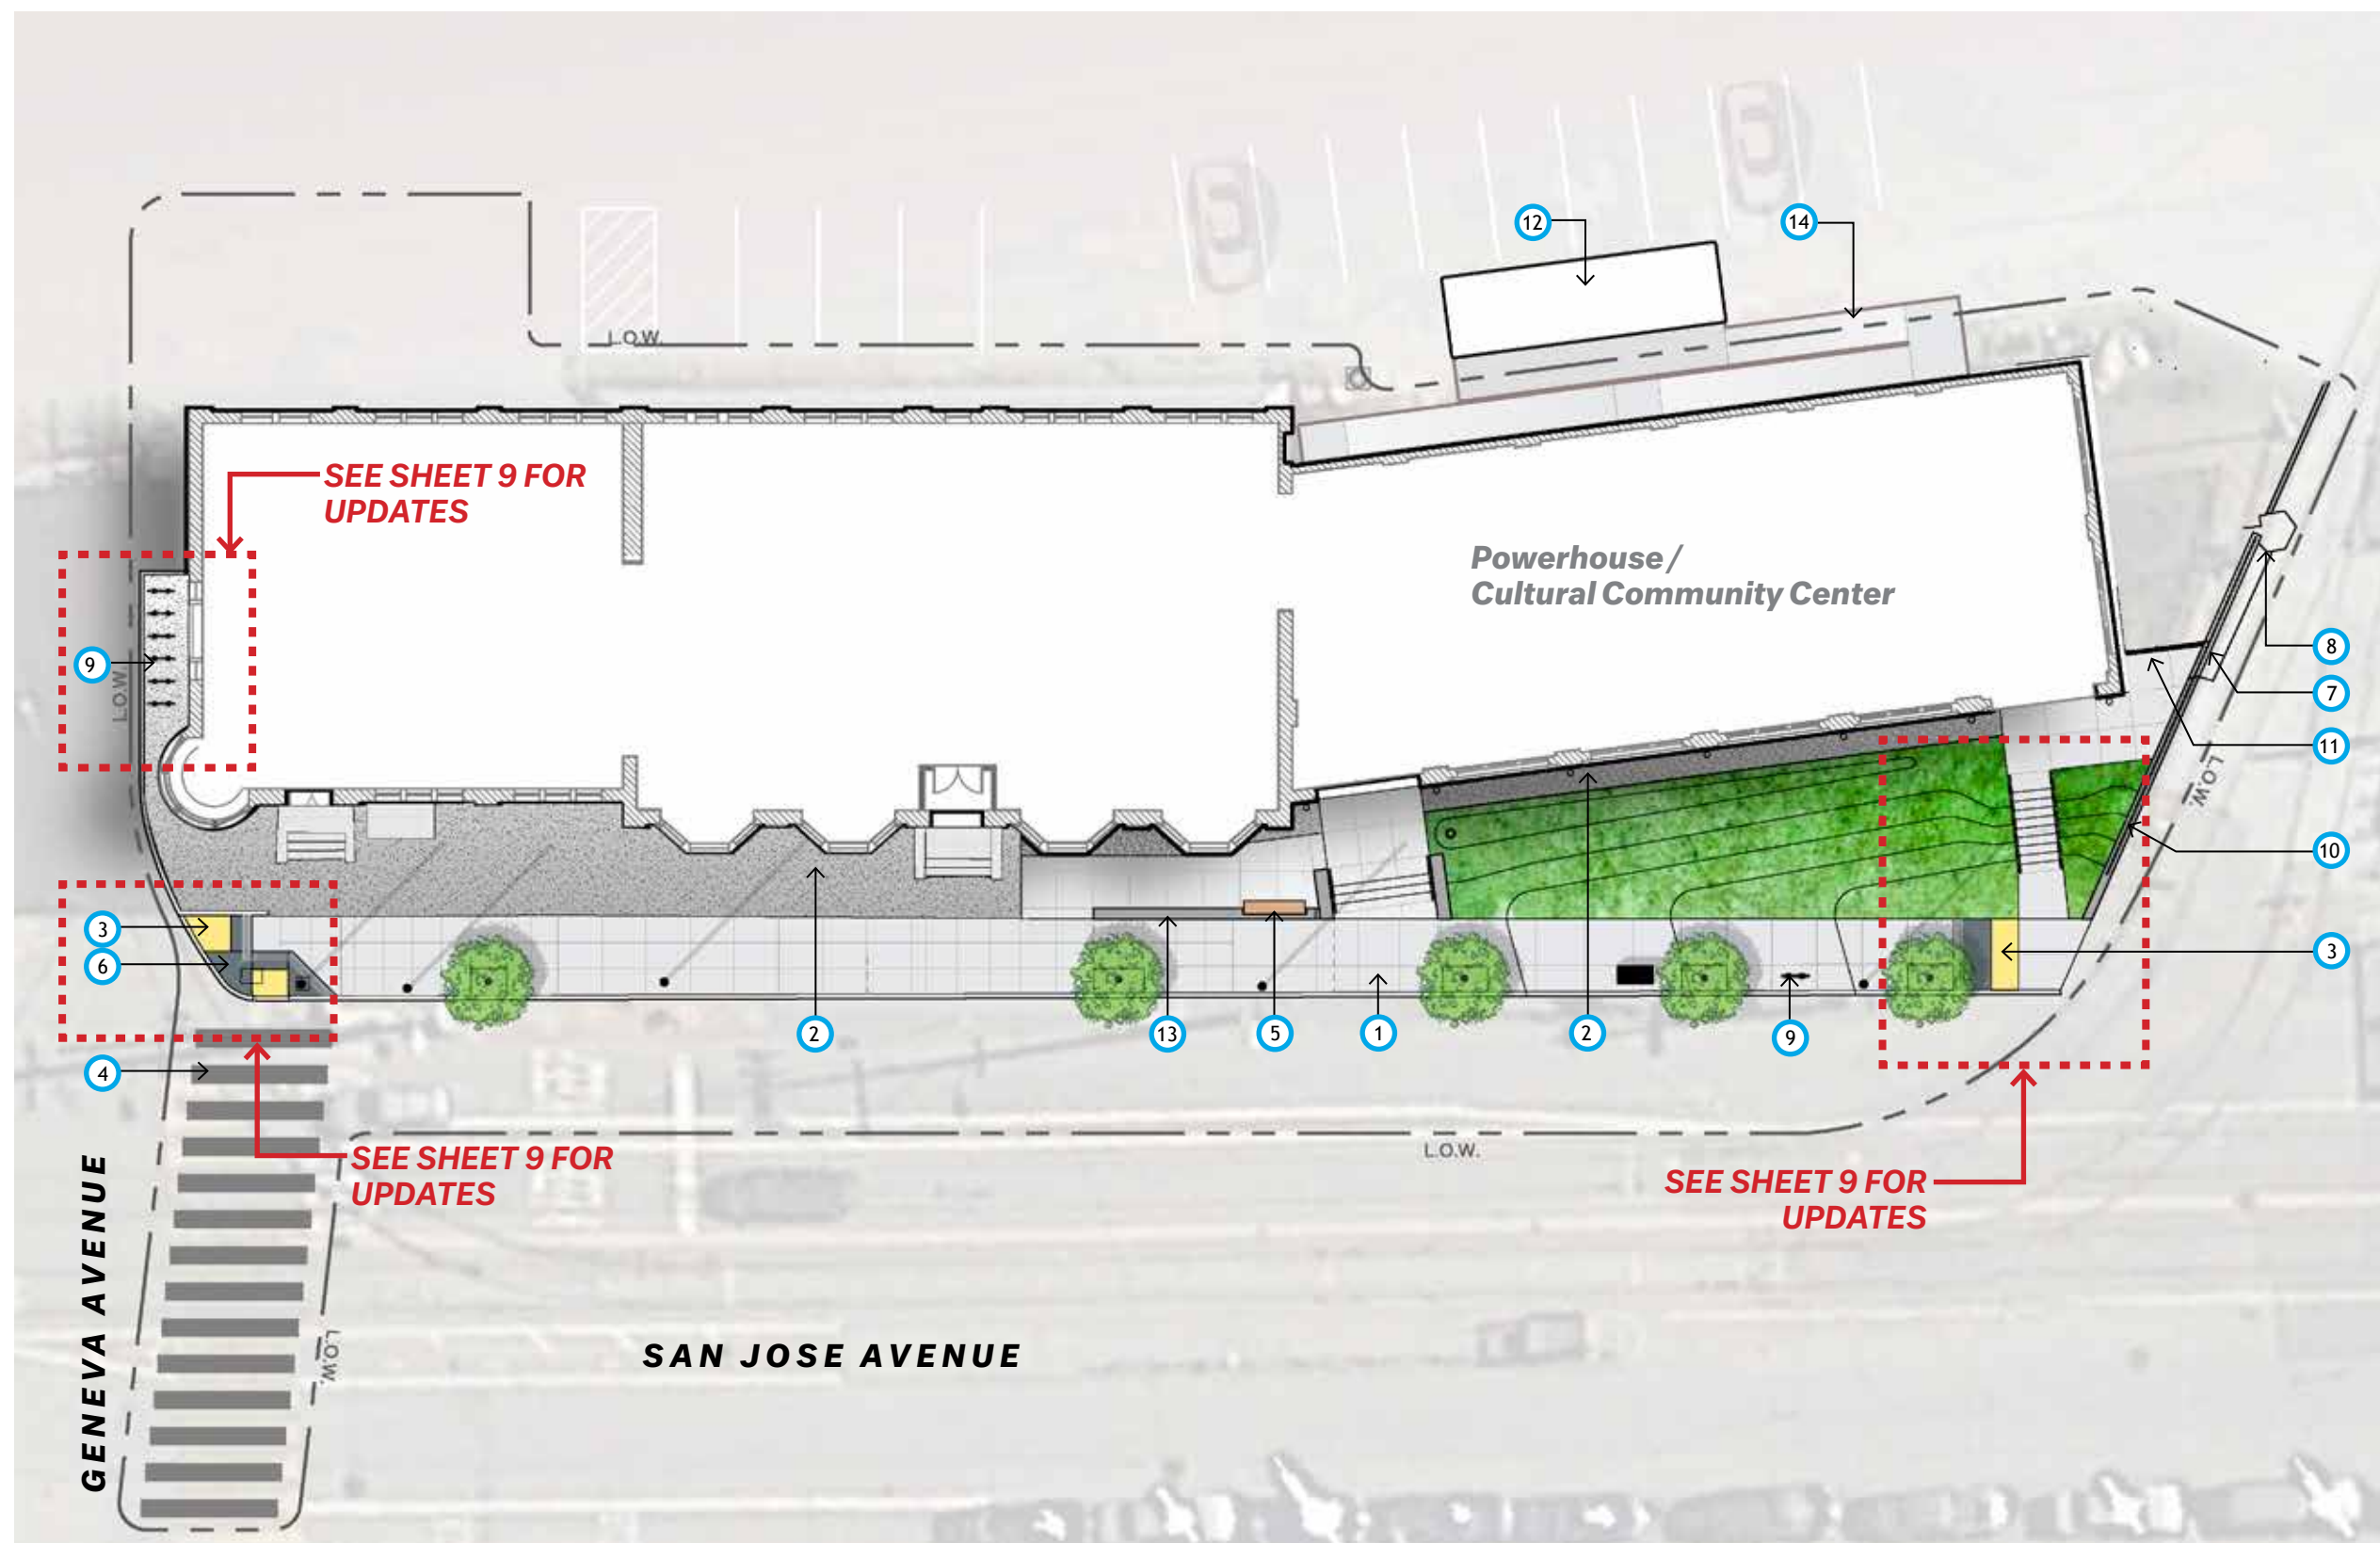 12
14
L.O.W.
SEE SHEET 9 FOR
UPDATES
Powerhouse /
Cultural Community Center
9
L.O.W.
8
7
11
L.O.W.
10
3
6
3
2
13
5
1
2
9
4
SEE SHEET 9 FOR
UPDATES
L.O.W.
SEE SHEET 9 FOR
UPDATES
GENEVA AVENUE
L.O.W.
SAN JOSE AVENUE